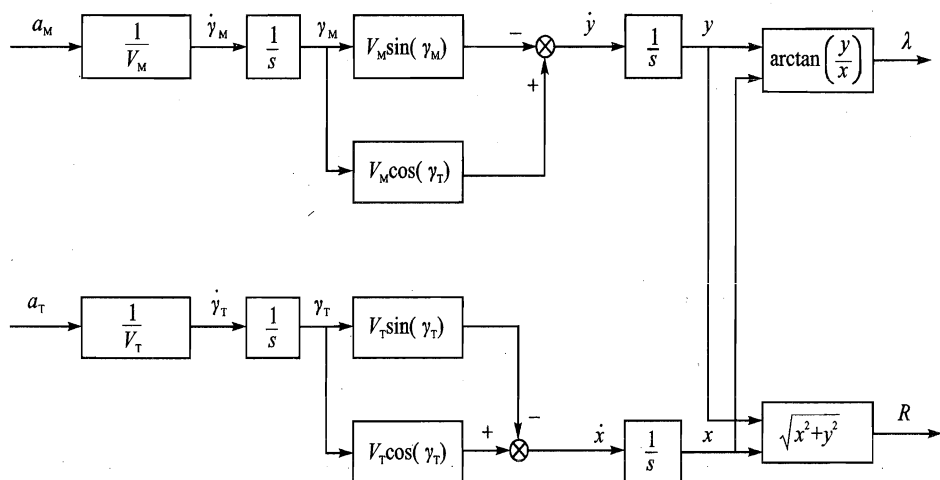 a_M
1/V_M
γ̇_M
1/s
γ_M
V_M sin( γ_M)
−
ẏ
1/s
y
arctan(y/x)
λ
+
V_M cos( γ_T)
a_T
1/V_T
γ̇_T
1/s
γ_T
V_T sin( γ_T)
−
V_T cos( γ_T)
+
ẋ
1/s
x
√x²+y²
R